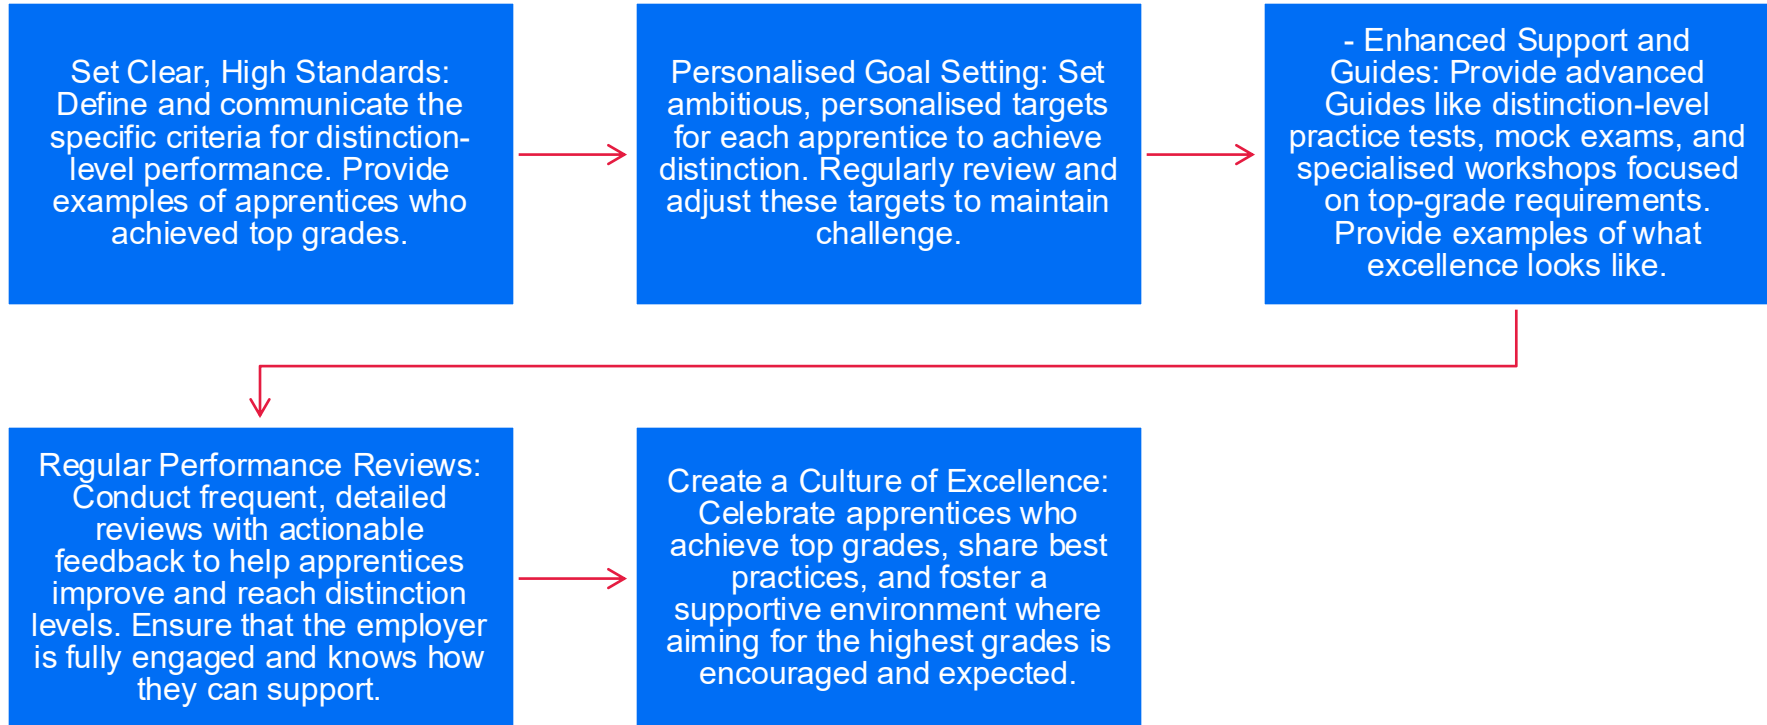 Set Clear, High Standards:
Define and communicate the
specific criteria for distinction-
level performance. Provide
examples of apprentices who
achieved top grades.
Personalised Goal Setting: Set
ambitious, personalised targets
for each apprentice to achieve
distinction. Regularly review and
adjust these targets to maintain
challenge.
- Enhanced Support and
Guides: Provide advanced
Guides like distinction-level
practice tests, mock exams, and
specialised workshops focused
on top-grade requirements.
Provide examples of what
excellence looks like.
Regular Performance Reviews:
Conduct frequent, detailed
reviews with actionable
feedback to help apprentices
improve and reach distinction
levels. Ensure that the employer
is fully engaged and knows how
they can support.
Create a Culture of Excellence:
Celebrate apprentices who
achieve top grades, share best
practices, and foster a
supportive environment where
aiming for the highest grades is
encouraged and expected.